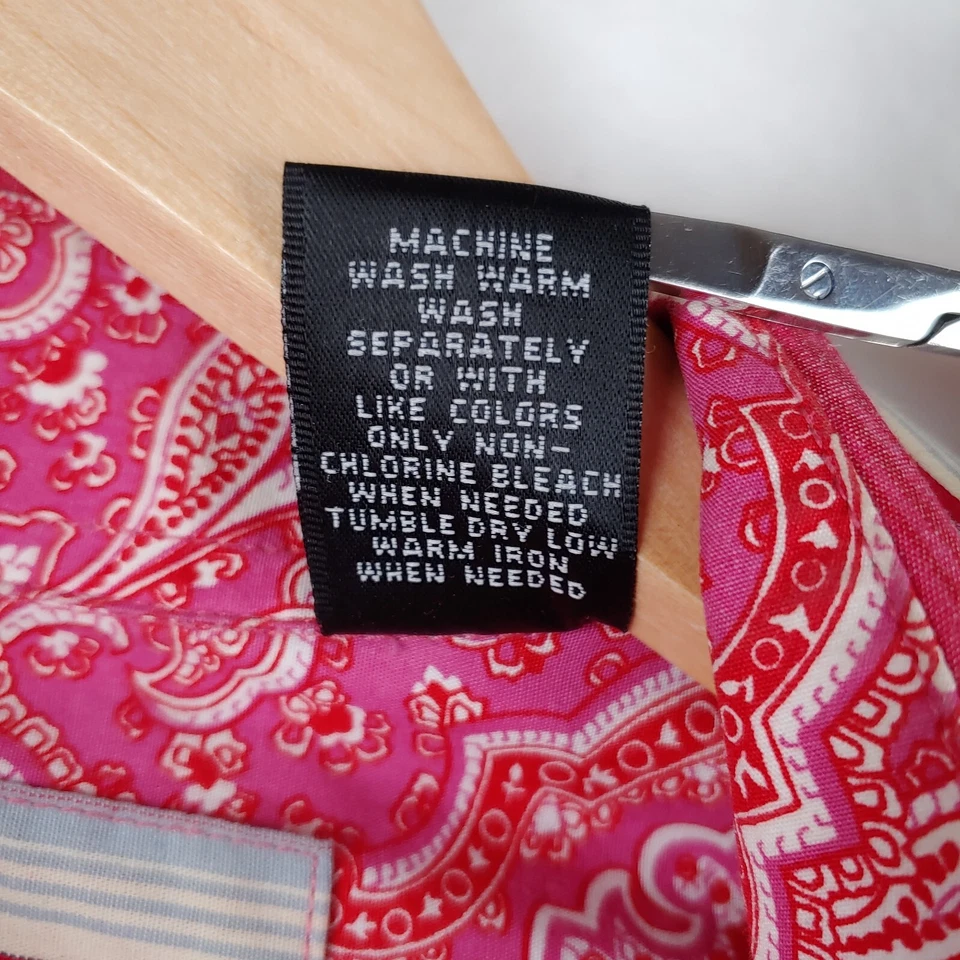 MACHINE
WASH WARM
WASH
SEPARATELY
OR WITH
LIKE COLORS
ONLY NON-
CHLORINE BLEACH
WHEN NEEDED
TUMBLE DRY LOW
WARM IRON
WHEN NEEDED